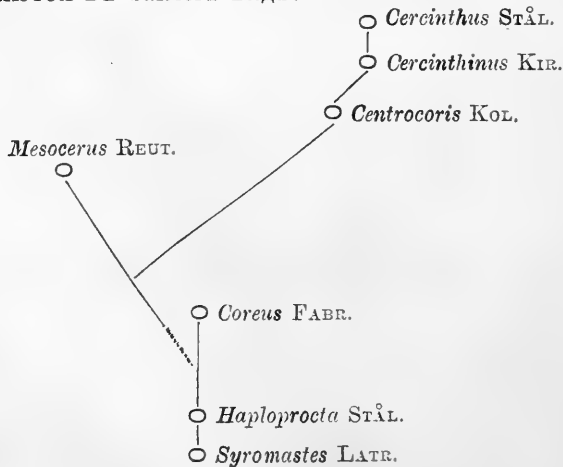 Cercinthus STÅL.
Cercinthinus KIR.
Centrocoris KOL.
Mesocerus REUT.
Coreus FABR.
Haploprocta STÅL.
Syromastes LATR.